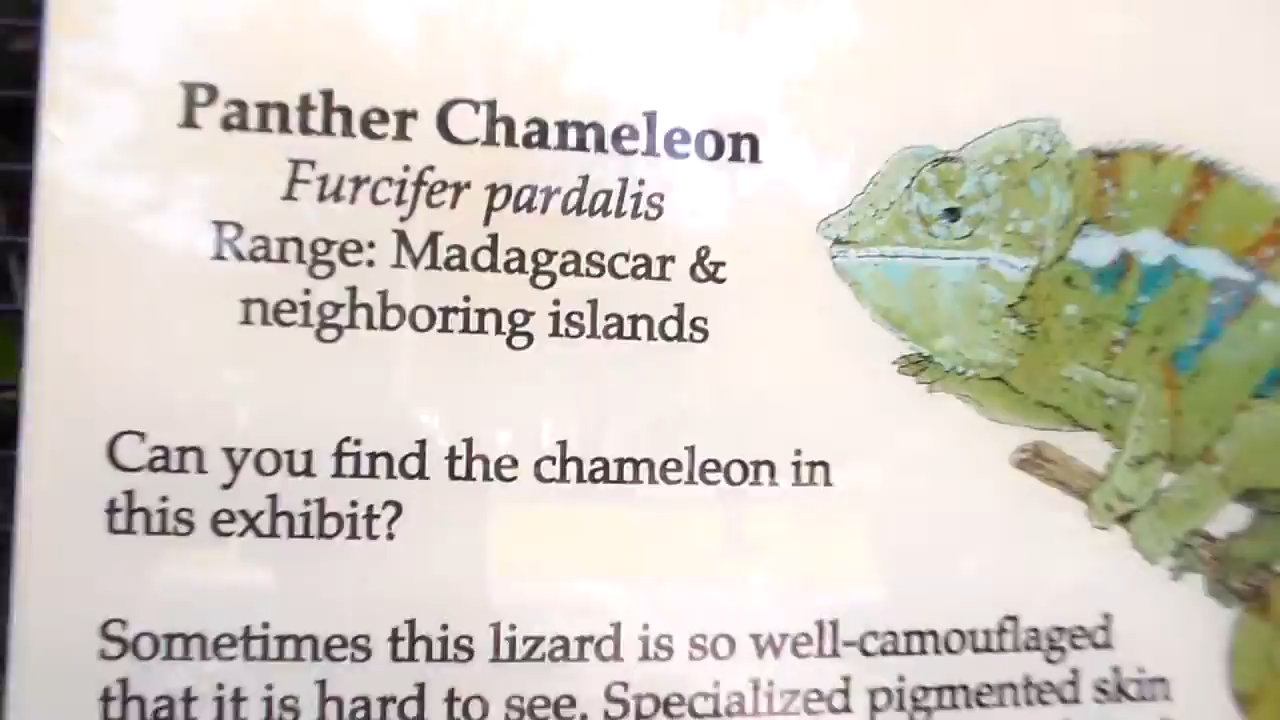 Panther Chameleon
Furcifer pardalis
Range: Madagascar &
neighboring islands
Can you find the chameleon in
this exhibit?
Sometimes this lizard is so well-camouflaged
that it is hard to see. Specialized pigmented skin